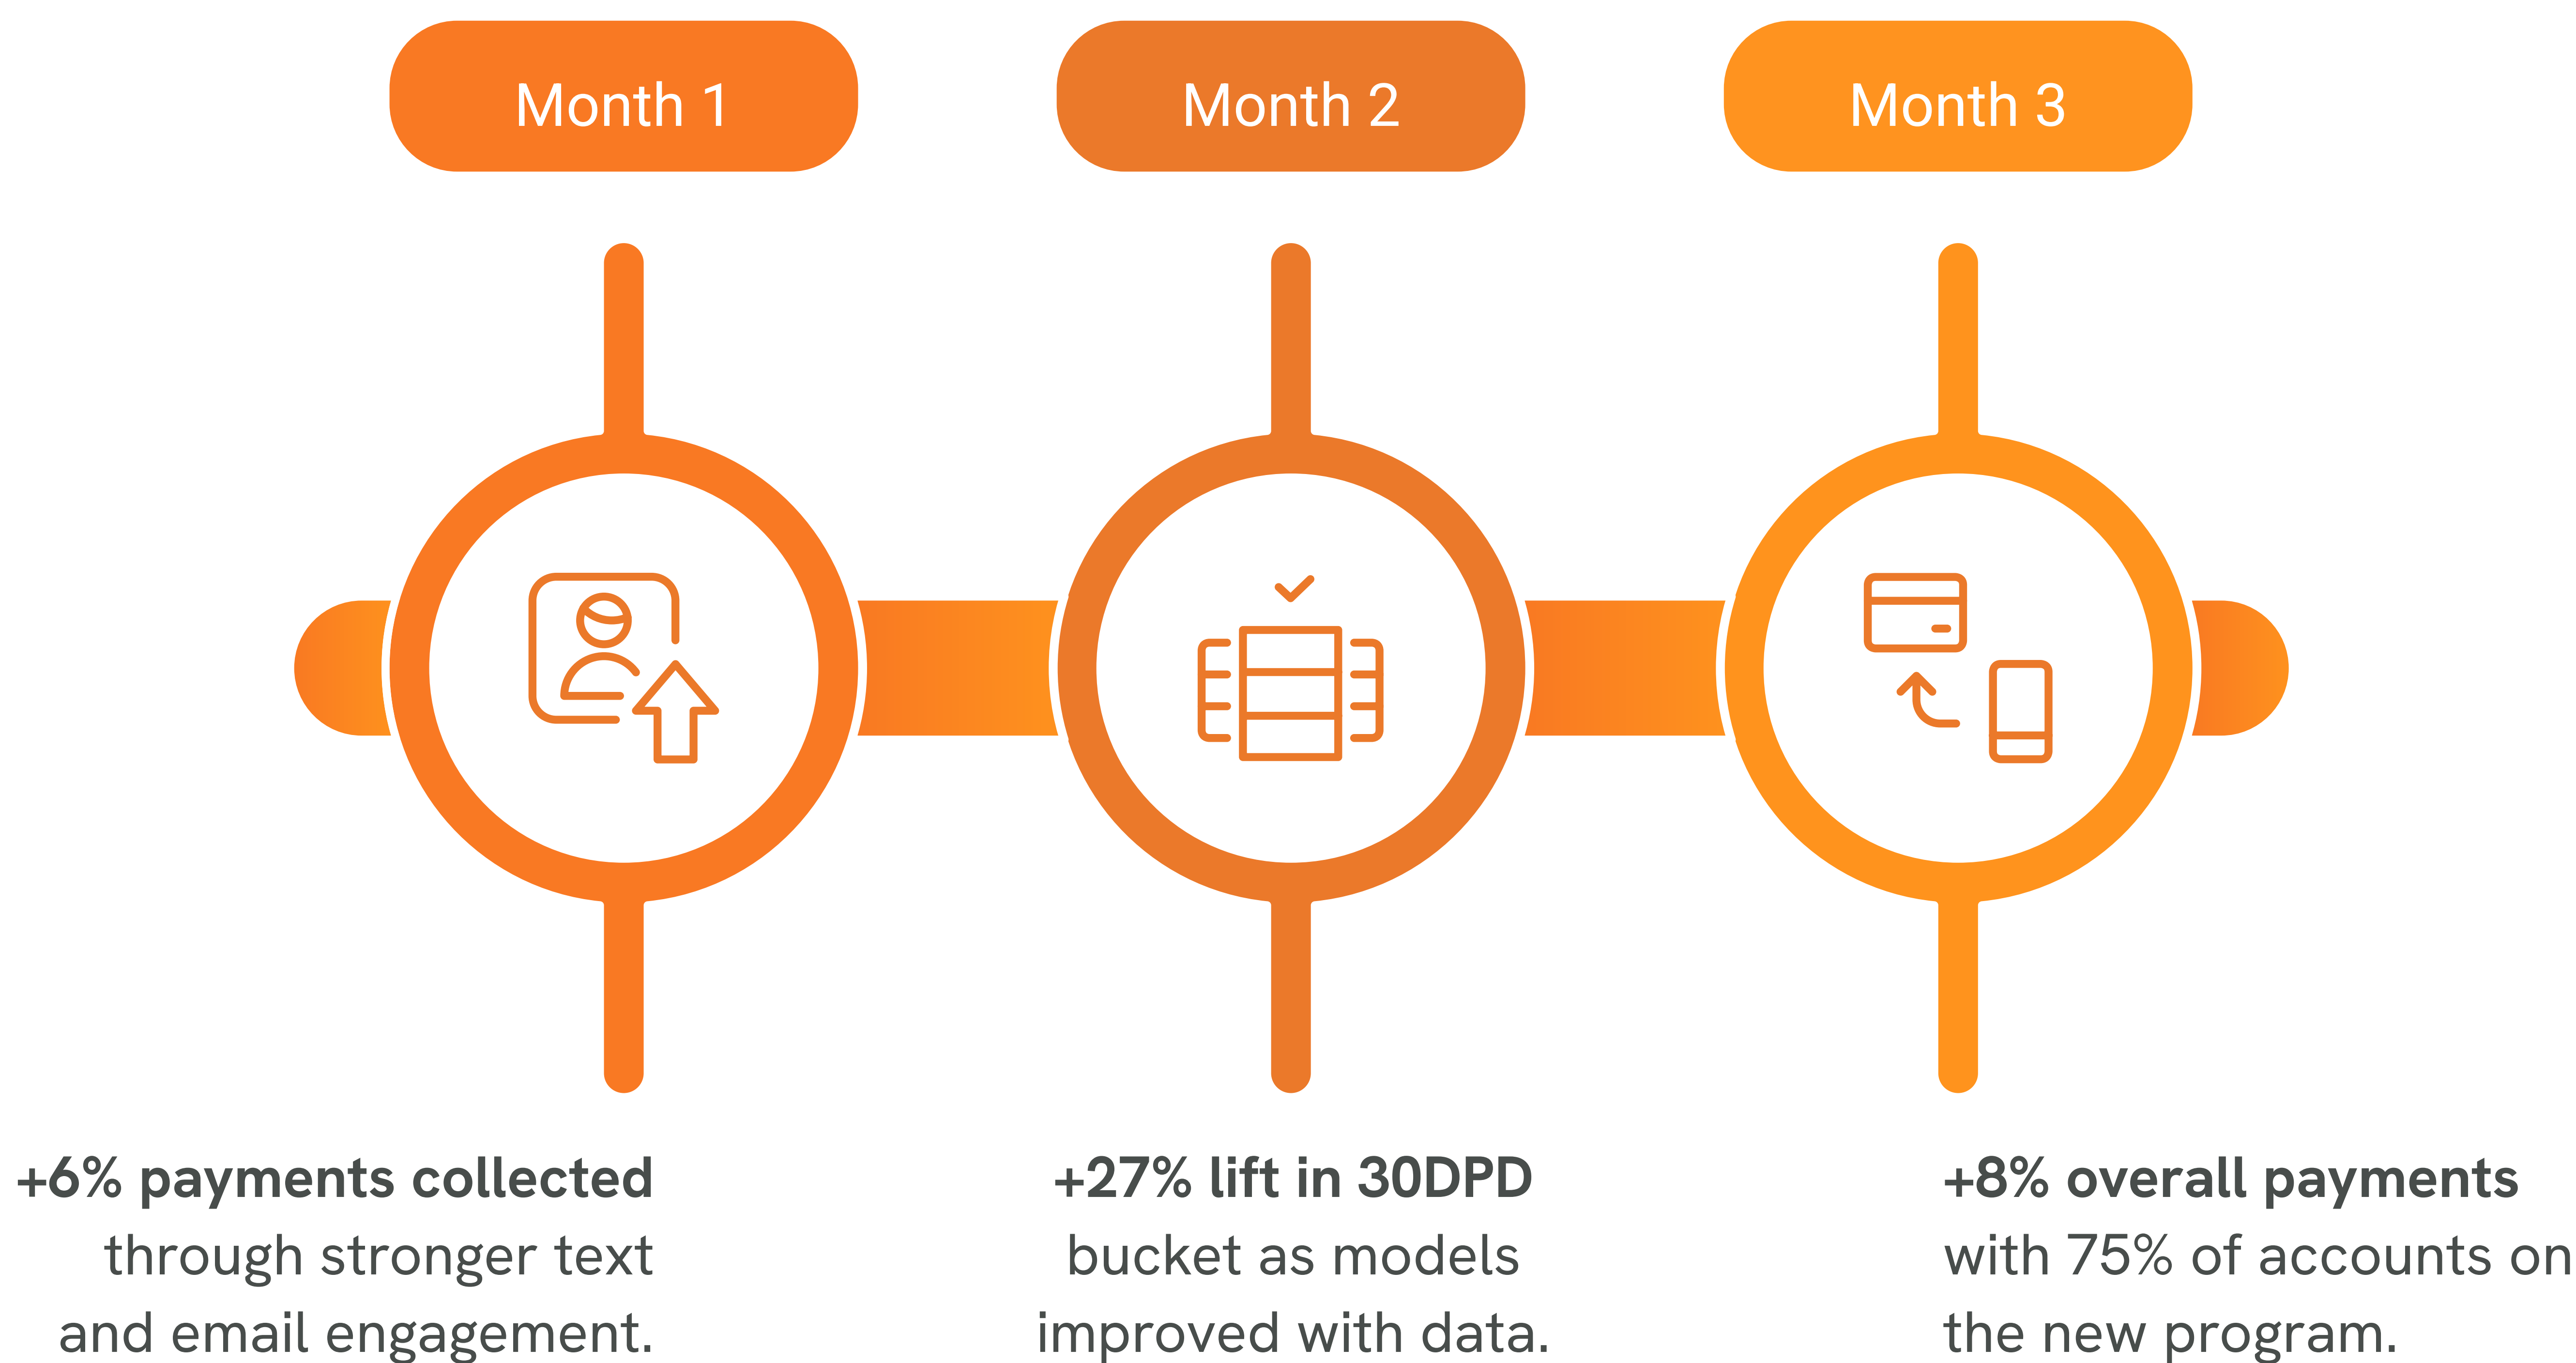 Month 1
Month 2
Month 3
+6% payments collected
through stronger text
and email engagement.
+27% lift in 30DPD
bucket as models
improved with data.
+8% overall payments
with 75% of accounts on
the new program.